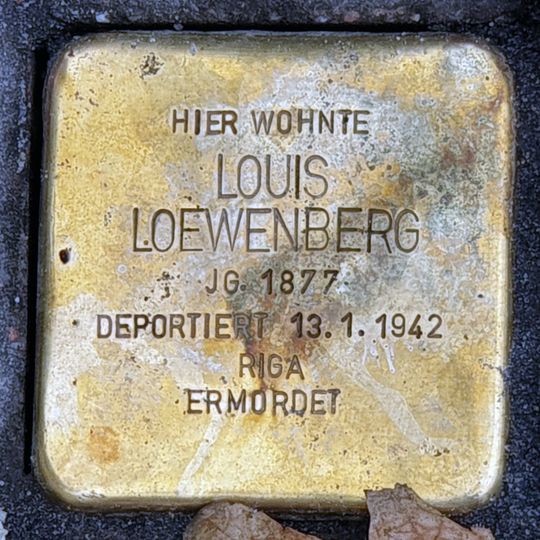 HIER WOHNTE
LOUIS
LOEWENBERG
JG. 1877
DEPORTIERT 13.1.1942
RIGA
ERMORDET